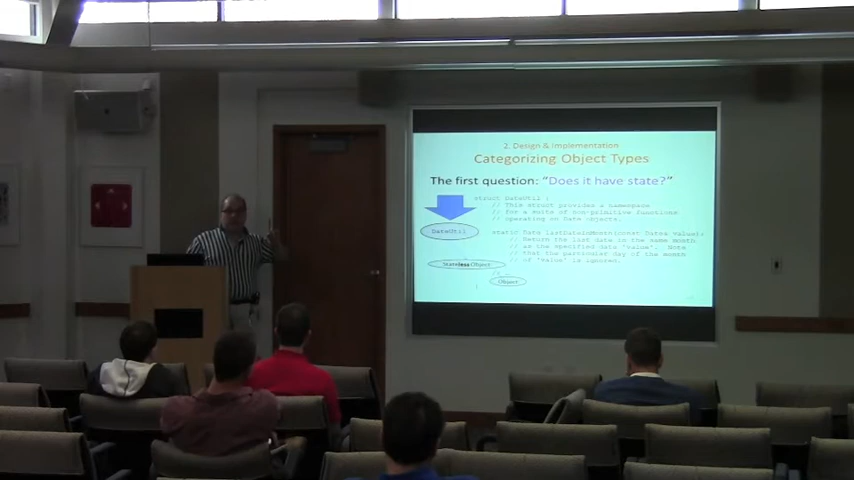 2. Design & Implementation
Categorizing Object Types
The first question: “Does it have state?”
struct DateUtil {
// This struct provides a namespace
// for a suite of non-primitive functions
// operating on Date objects.
DateUtil
static Date lastDateInMonth(const Date& value);
// Return the last date in the same month
// as the specified date 'value'. Note
// that the particular day of the month
// of 'value' is ignored.
Stateless Object
// …
Object